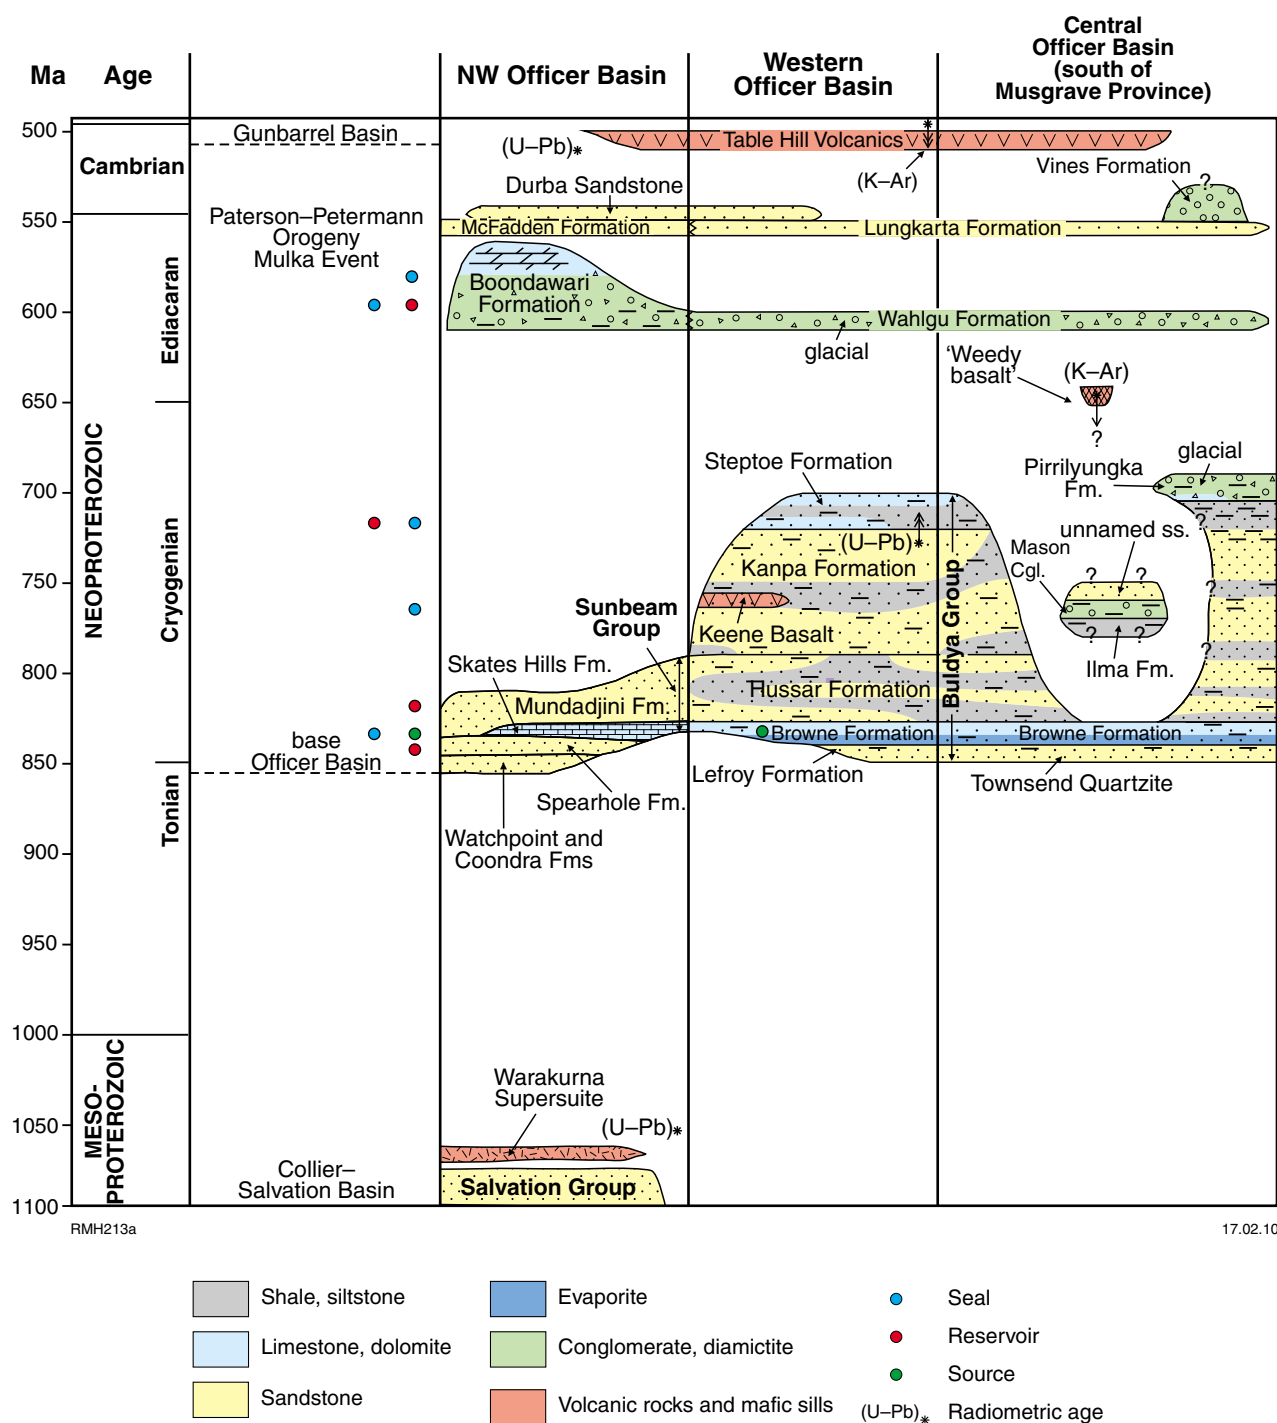 Ma
Age
NW Officer Basin
Western
Officer Basin
Central
Officer Basin
(south of
Musgrave Province)
500
550
600
650
700
750
800
850
900
950
1000
1050
1100
Cambrian
Ediacaran
Cryogenian
Tonian
NEOPROTEROZOIC
MESO-
PROTEROZOIC
Gunbarrel Basin
Paterson–Petermann
Orogeny
Mulka Event
base
Officer Basin
Collier–
Salvation Basin
(U–Pb)*
Table Hill Volcanics
(K–Ar)
Vines Formation
?
Durba Sandstone
McFadden Formation
Lungkarta Formation
Boondawari
Formation
Wahlgu Formation
glacial
'Weedy
basalt'
(K–Ar)
?
Steptoe Formation
Pirrilyungka
Fm.
glacial
?
unnamed ss.
(U–Pb)*
Mason
Cgl.
Kanpa Formation
? ?
?
Sunbeam
Group
Keene Basalt
Buldya Group
? ?
?
Ilma Fm.
Skates Hills Fm.
Hussar Formation
Mundadjini Fm.
Browne Formation
Browne Formation
Lefroy Formation
Townsend Quartzite
Spearhole Fm.
Watchpoint and
Coondra Fms
Warakurna
Supersuite
(U–Pb)*
Salvation Group
RMH213a
17.02.10
Shale, siltstone
Evaporite
Seal
Limestone, dolomite
Conglomerate, diamictite
Reservoir
Source
Sandstone
Volcanic rocks and mafic sills
(U–Pb)* Radiometric age